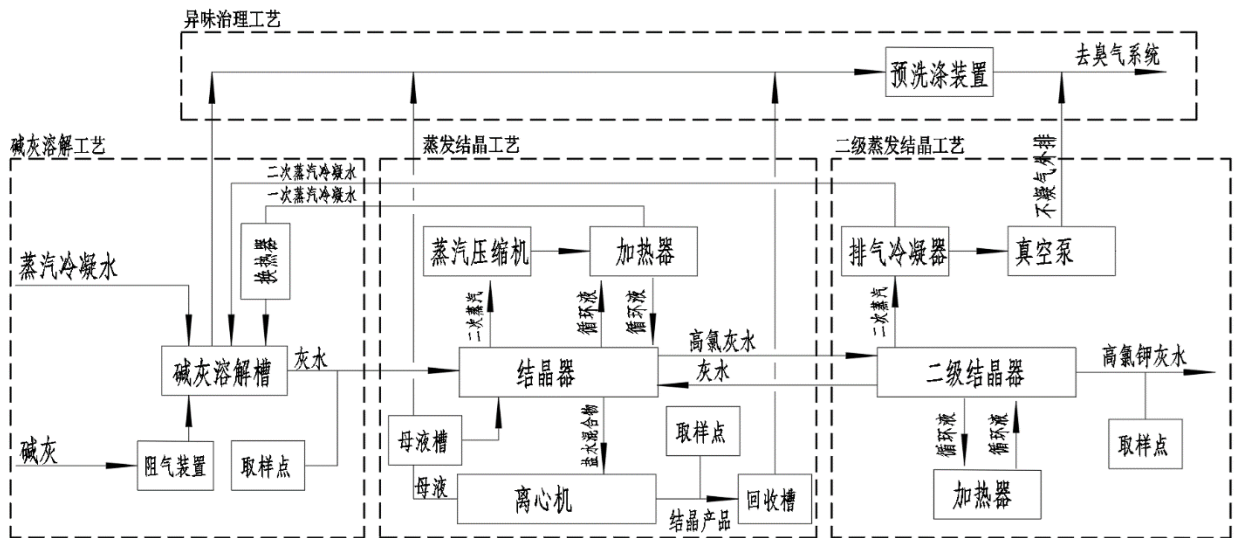 异味治理工艺
预洗涤装置
去臭气系统
碱灰溶解工艺
蒸发结晶工艺
二级蒸发结晶工艺
二次蒸汽冷凝水
一次蒸汽冷凝水
不凝气外排
换热器
蒸汽压缩机
加热器
排气冷凝器
真空泵
蒸汽冷凝水
二次蒸汽
循环液
循环液
二次蒸汽
碱灰溶解槽
灰水
结晶器
高氯灰水
灰水
二级结晶器
高氯钾灰水
母液槽
盐水混合物
取样点
循环液
循环液
取样点
碱灰
阻气装置
取样点
母液
离心机
结晶产品
回收槽
加热器